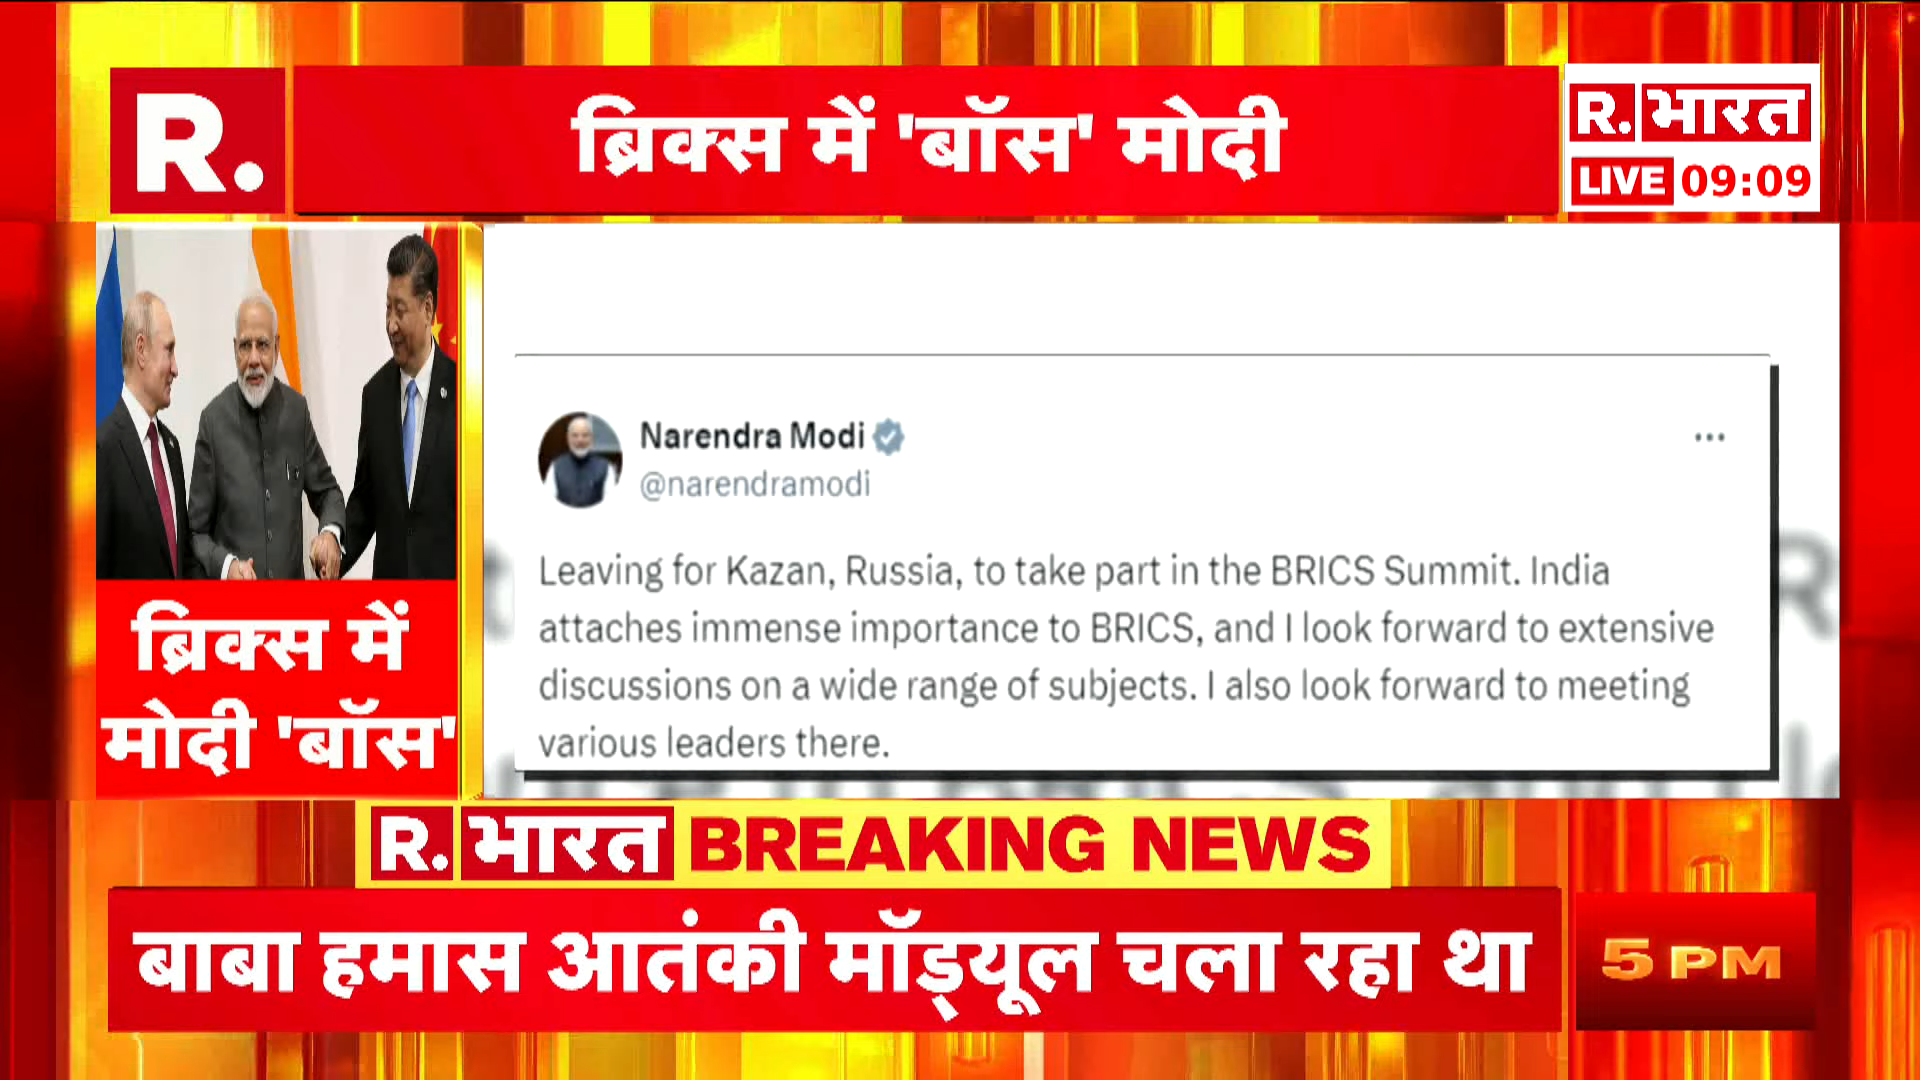 R.
ब्रिक्स में 'बॉस' मोदी
R. भारत
LIVE 09:09
Narendra Modi
@narendramodi
Leaving for Kazan, Russia, to take part in the BRICS Summit. India
attaches immense importance to BRICS, and I look forward to extensive
discussions on a wide range of subjects. I also look forward to meeting
various leaders there.
ब्रिक्स में
मोदी 'बॉस'
R. भारत BREAKING NEWS
बाबा हमास आतंकी मॉड्यूल चला रहा था
5 PM